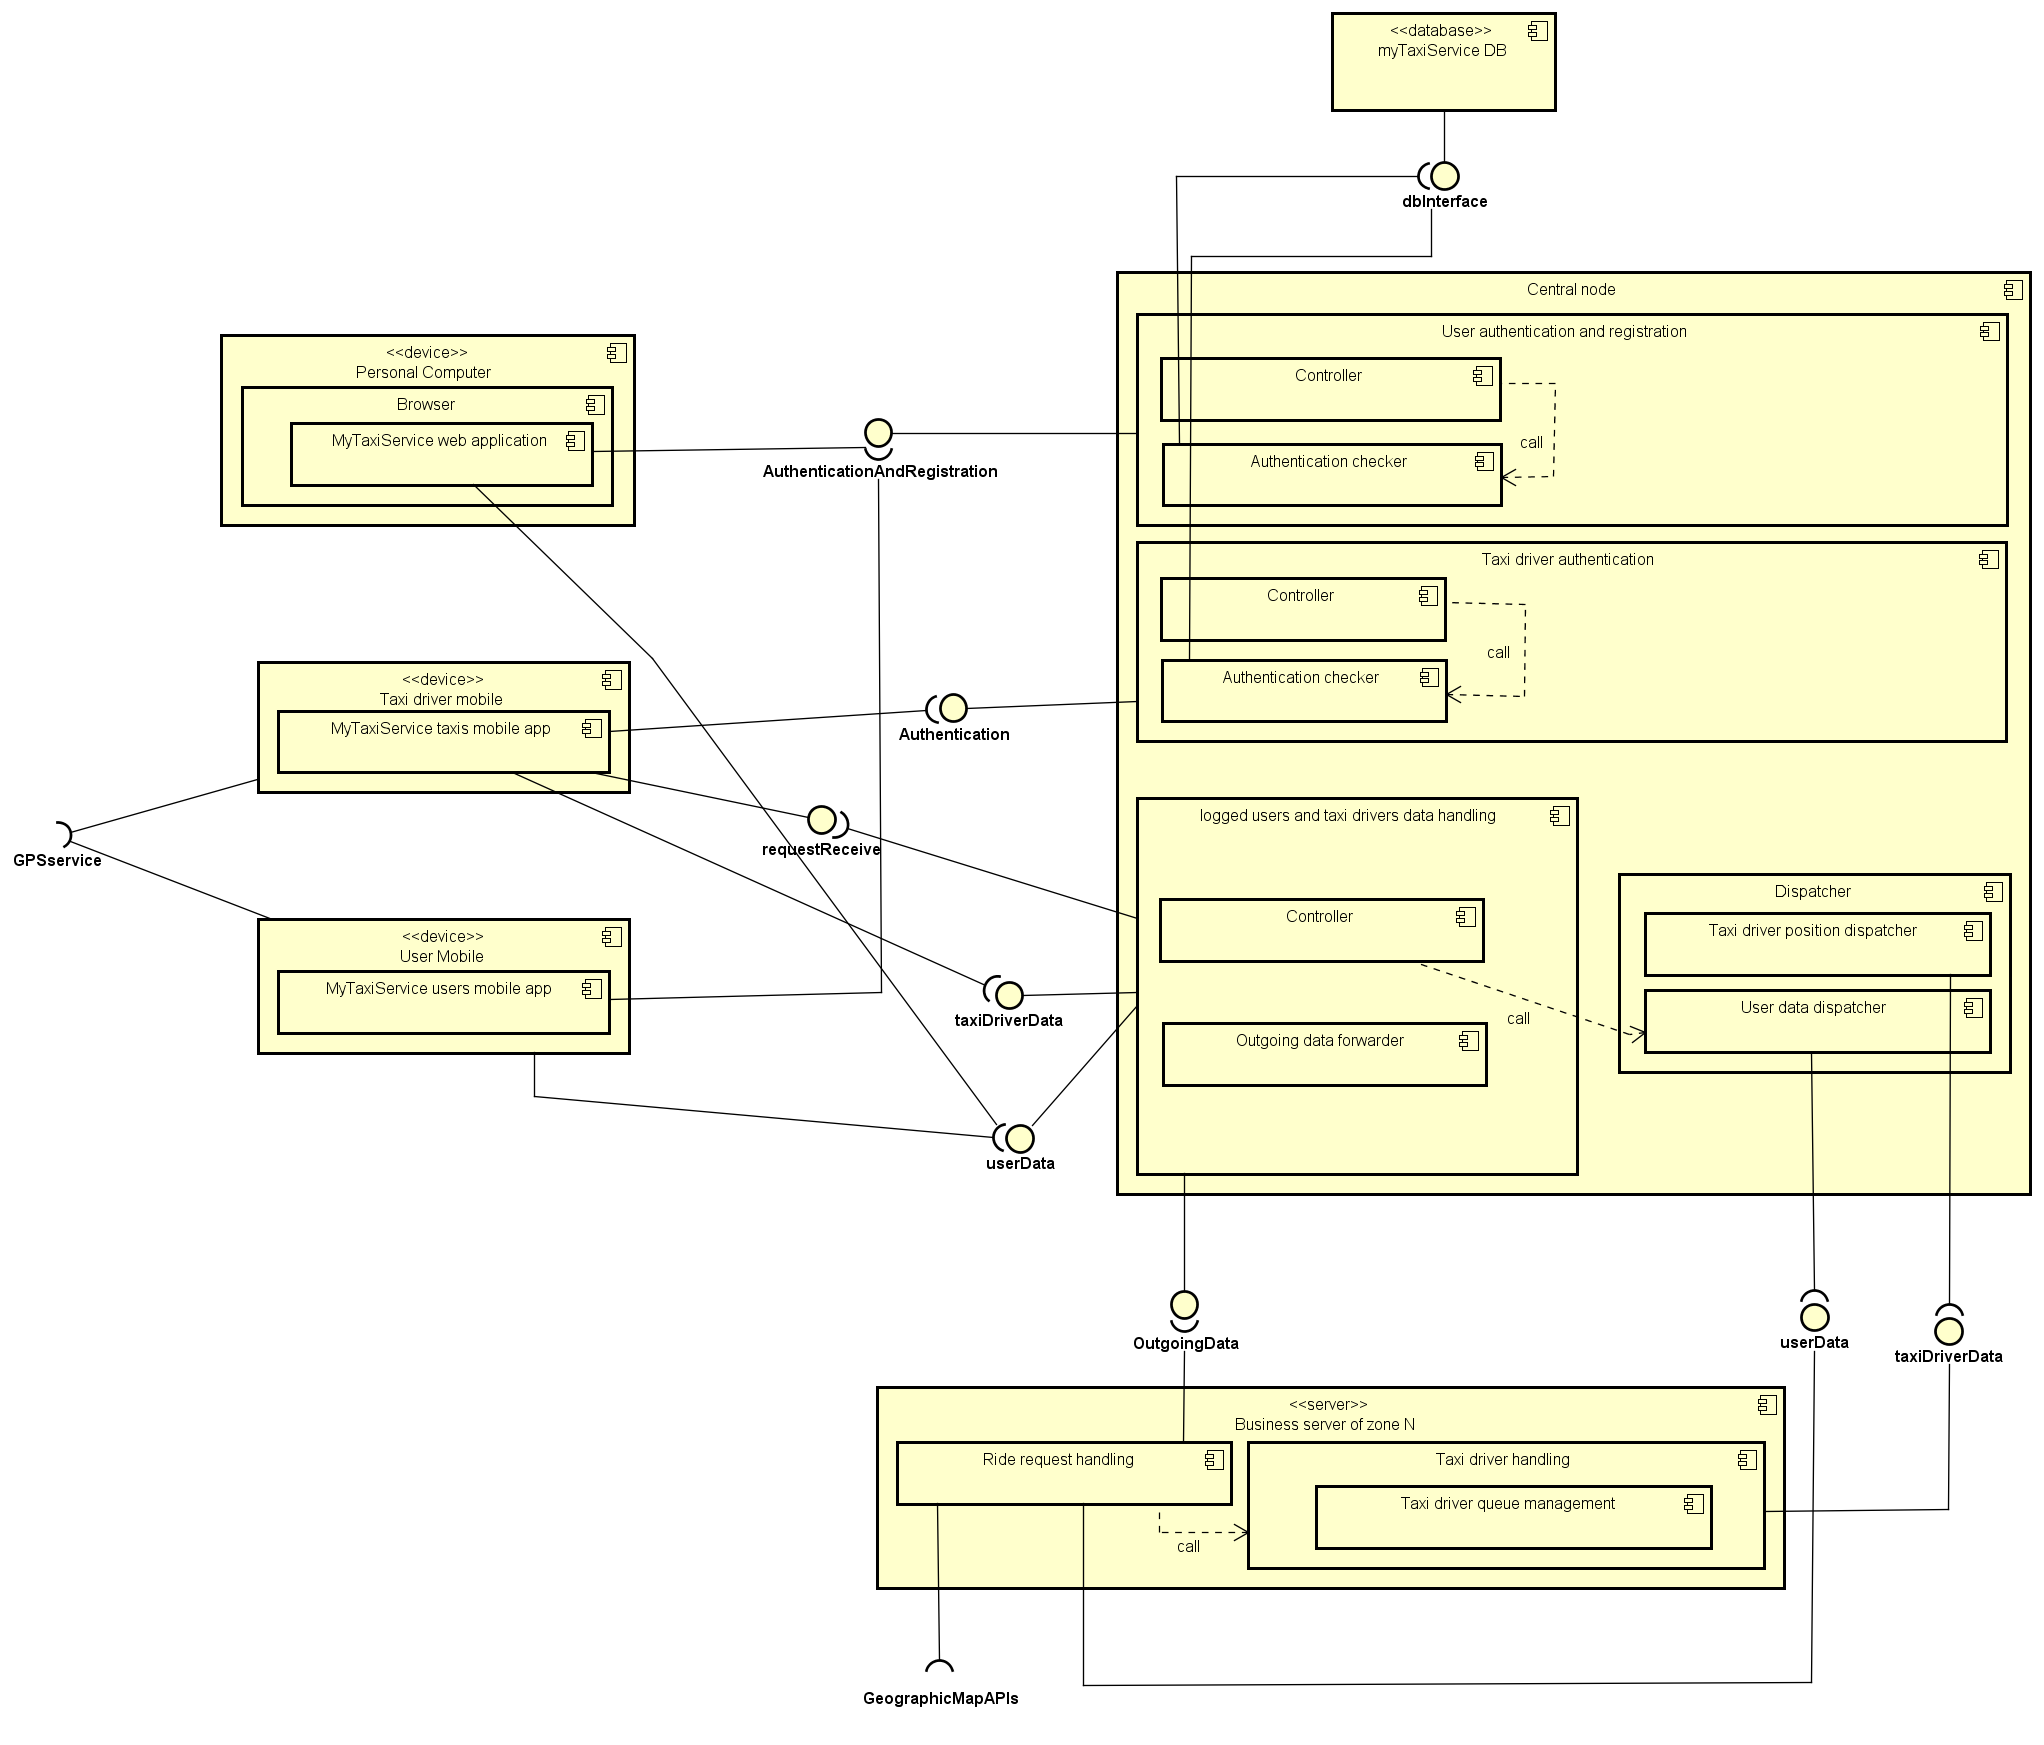 <<database>>
myTaxiService DB
dbInterface
Central node
User authentication and registration
Controller
call
Authentication checker
<<device>>
Personal Computer
Browser
MyTaxiService web application
AuthenticationAndRegistration
Taxi driver authentication
Controller
call
Authentication checker
<<device>>
Taxi driver mobile
MyTaxiService taxis mobile app
Authentication
GPSservice
requestReceive
logged users and taxi drivers data handling
Controller
call
Outgoing data forwarder
Dispatcher
Taxi driver position dispatcher
User data dispatcher
<<device>>
User Mobile
MyTaxiService users mobile app
taxiDriverData
userData
OutgoingData
userData
taxiDriverData
<<server>>
Business server of zone N
Ride request handling
call
Taxi driver handling
Taxi driver queue management
GeographicMapAPIs